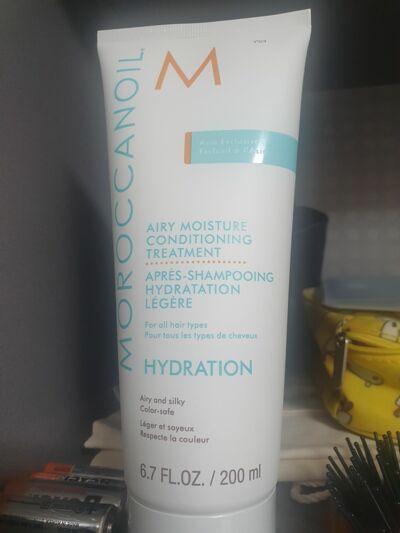 M
MOROCCANOIL
AIRY MOISTURE
CONDITIONING
TREATMENT
APRÈS-SHAMPOOING
HYDRATATION
LÉGÈRE
For all hair types
Pour tous les types de cheveux
HYDRATION
Airy and silky
Color-safe
Léger et soyeux
Respecte la couleur
6.7 FL.OZ. / 200 ml